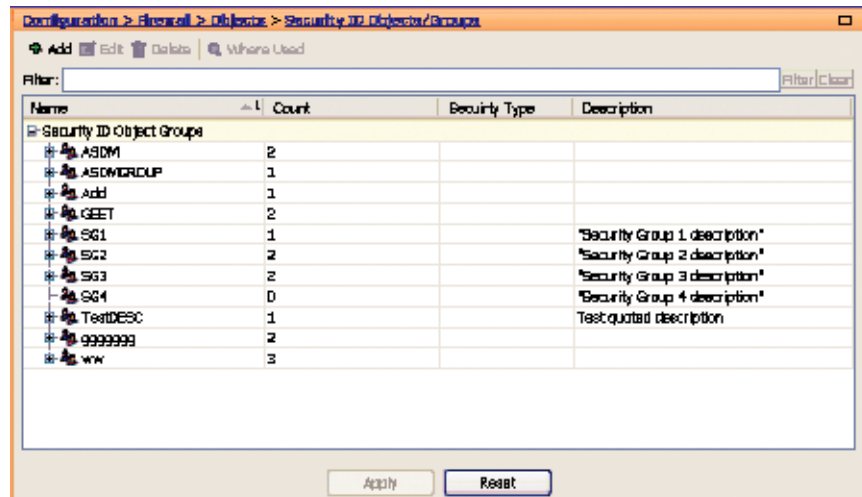 Configuration > Firewall > Objects > Security ID Objects/Groups
Add Edit Delete Where Used
Filter: Filter Clear
Name Count Secuirty Type Description
Security ID Object Groups
ASDM 2
ASDMGROUP 1
Add 1
GEET 2
SG1 1 "Security Group 1 description"
SG2 2 "Security Group 2 description"
SG3 2 "Security Group 3 description"
SG4 0 "Security Group 4 description"
TestDESC 1 Test quoted description
ggggggg 2
ww 3
Apply Reset